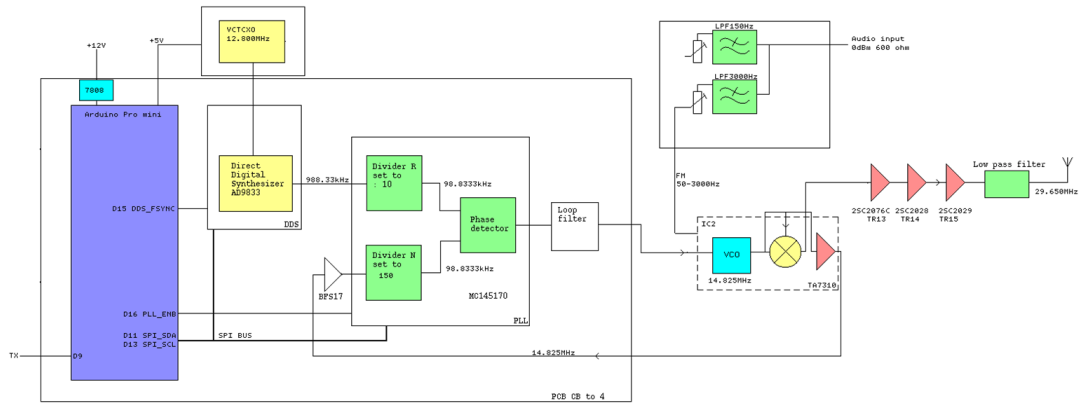 VCTCXO
12.800MHz
+5V
+12V
7808
Arduino Pro mini
LPF150Hz
LPF3000Hz
Audio input
0dBm 600 ohm
Direct
Digital
Synthesizer
AD9833
DDS
988.33kHz
Divider R
set to
: 10
98.8333kHz
Phase
detector
Divider N
set to
150
98.8333kHz
BFS17
MC145170
PLL
Loop
filter
FM
50-3000Hz
IC2
VCO
14.825MHz
TA7310
2SC2076C
TR13
2SC2028
TR14
2SC2029
TR15
Low pass filter
29.650MHz
D15 DDS_FSYNC
D16 PLL_ENB
D11 SPI_SDA
D13 SPI_SCL
SPI BUS
TX
D9
14.825MHz
PCB CB to 4